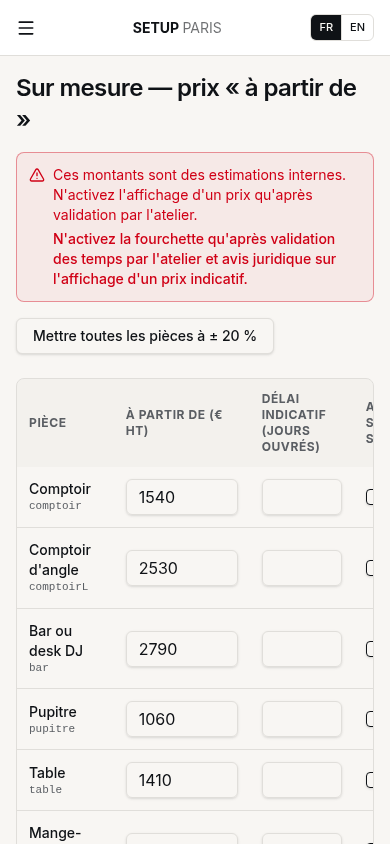 SETUP PARIS
FR EN
Sur mesure — prix « à partir de
»
Ces montants sont des estimations internes.
N'activez l'affichage d'un prix qu'après
validation par l'atelier.
N'activez la fourchette qu'après validation
des temps par l'atelier et avis juridique sur
l'affichage d'un prix indicatif.
Mettre toutes les pièces à ± 20 %
PIÈCE
À PARTIR DE (€
HT)
DÉLAI
INDICATIF
(JOURS
OUVRÉS)
Comptoir
comptoir
1540
Comptoir
d'angle
comptoirL
2530
Bar ou
desk DJ
bar
2790
Pupitre
pupitre
1060
Table
table
1410
Mange-